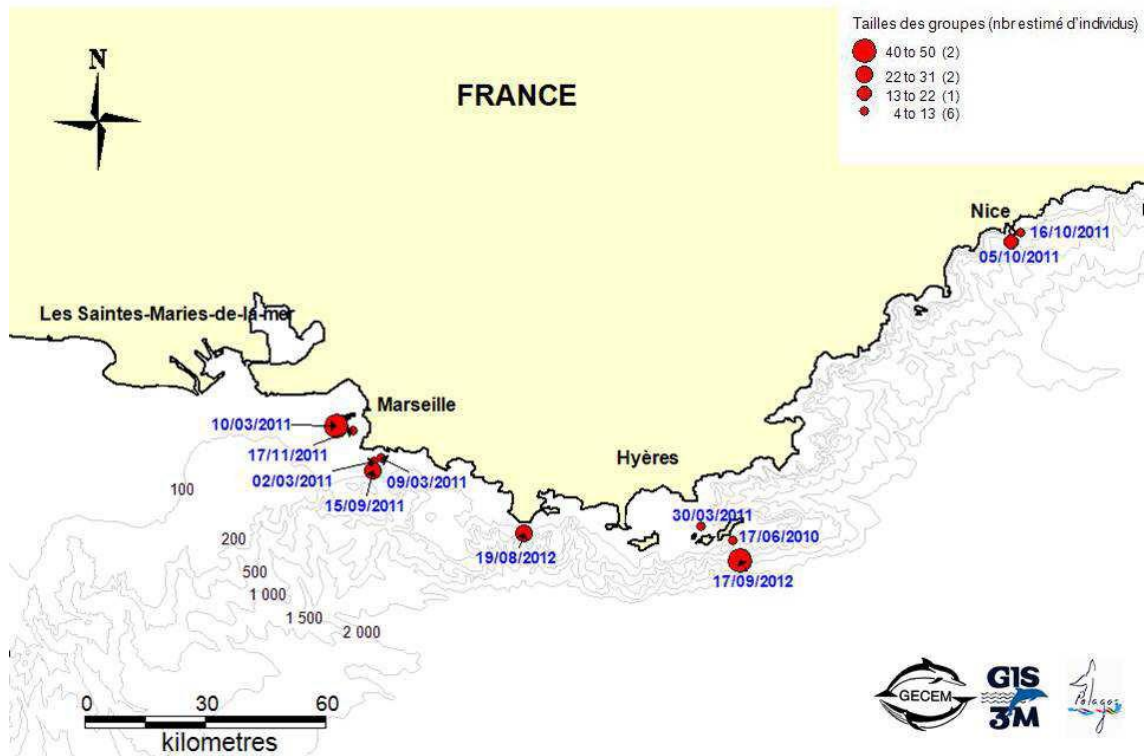 Tailles des groupes (nbr estimé d'individus)
40 to 50 (2)
22 to 31 (2)
13 to 22 (1)
4 to 13 (6)
N
FRANCE
Nice
16/10/2011
05/10/2011
Les Saintes-Maries-de-la-mer
Marseille
10/03/2011
17/11/2011
02/03/2011
09/03/2011
15/09/2011
Hyères
30/03/2011
17/06/2010
19/08/2012
17/09/2012
100
200
500
1 000
1 500
2 000
0 30 60
kilometres
GECEM
GIS
3M
Pelagos